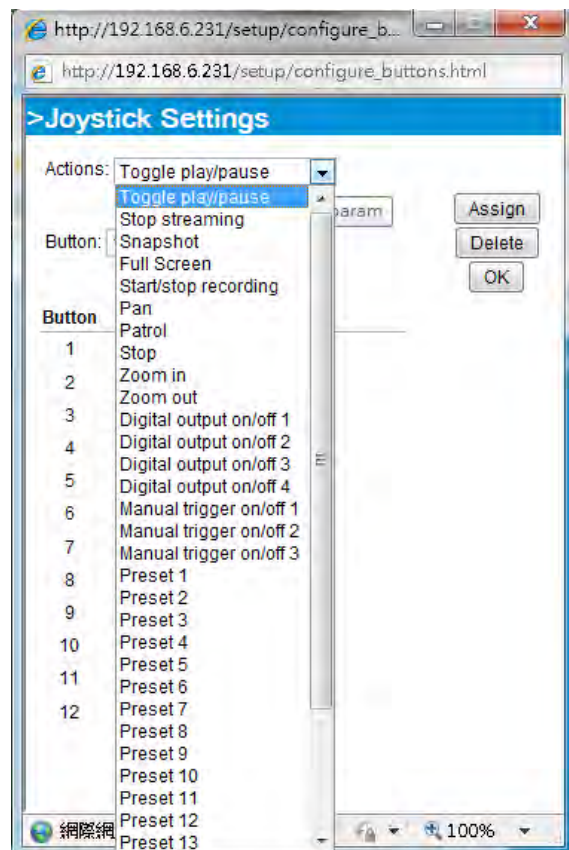 http://192.168.6.231/setup/configure_b...
http://192.168.6.231/setup/configure_buttons.html
>Joystick Settings
Actions: Toggle play/pause
Toggle play/pause
Stop streaming
Snapshot
Full Screen
Start/stop recording
Pan
Patrol
Stop
Zoom in
Zoom out
Digital output on/off 1
Digital output on/off 2
Digital output on/off 3
Digital output on/off 4
Manual trigger on/off 1
Manual trigger on/off 2
Manual trigger on/off 3
Preset 1
Preset 2
Preset 3
Preset 4
Preset 5
Preset 6
Preset 7
Preset 8
Preset 9
Preset 10
Preset 11
Preset 12
Preset 13
param
Assign
Button:
Delete
OK
Button
1
2
3
4
5
6
7
8
9
10
11
12
網際網
100%